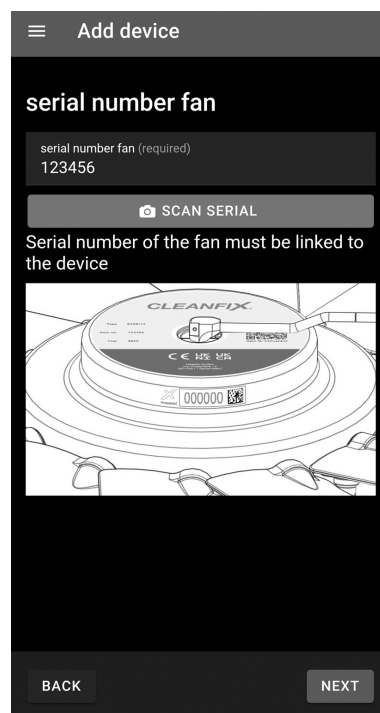 Add device
serial number fan
serial number fan (required)
123456
SCAN SERIAL
Serial number of the fan must be linked to
the device
CLEANFIX
000000
BACK
NEXT